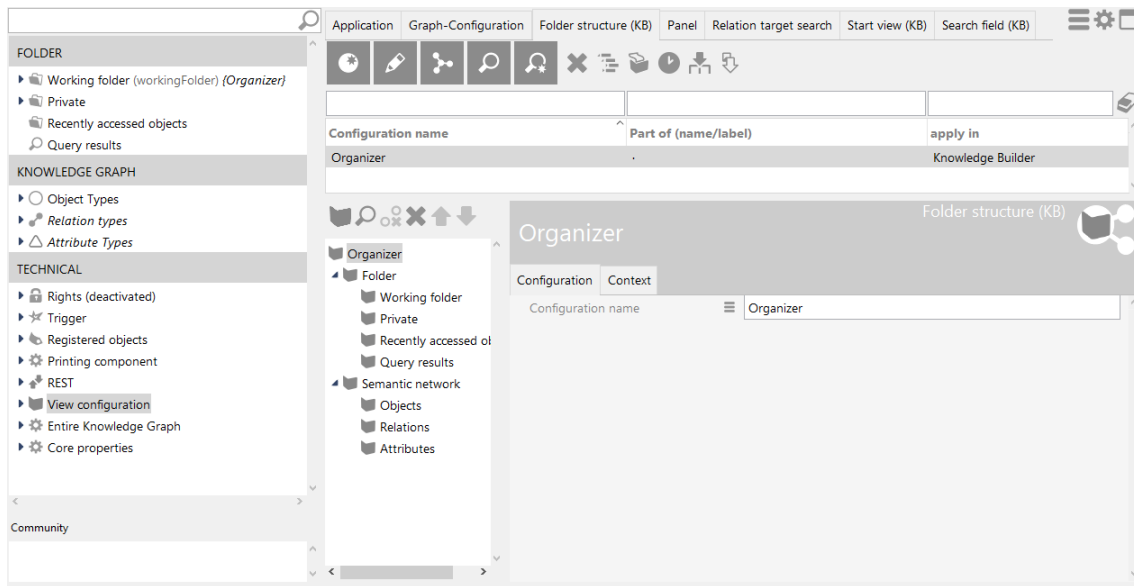 Application Graph-Configuration Folder structure (KB) Panel Relation target search Start view (KB) Search field (KB)
FOLDER
Working folder (workingFolder) {Organizer}
Private
Recently accessed objects
Query results
KNOWLEDGE GRAPH
Object Types
Relation types
Attribute Types
TECHNICAL
Rights (deactivated)
Trigger
Registered objects
Printing component
REST
View configuration
Entire Knowledge Graph
Core properties
Community
Configuration name Part of (name/label) apply in
Organizer . Knowledge Builder
Organizer
Folder
Working folder
Private
Recently accessed ob
Query results
Semantic network
Objects
Relations
Attributes
Folder structure (KB)
Organizer
Configuration Context
Configuration name Organizer